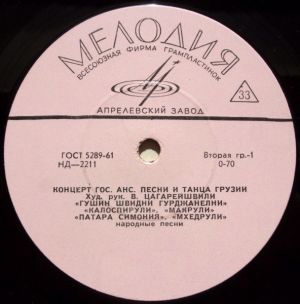 МЕЛОДИЯ
ВСЕСОЮЗНАЯ ФИРМА ГРАМПЛАСТИНОК
33
АПРЕЛЕВСКИЙ ЗАВОД
ГОСТ 5289-61
Вторая гр.-1
НД—2211
0-70
КОНЦЕРТ ГОС. АНС. ПЕСНИ И ТАНЦА ГРУЗИИ
Худ. рук. В. ЦАГАРЕЙШВИЛИ
«ГУШИН ШВИДНИ ГУРДЖАНЕЛНИ»
«КАЛОСПИРУЛИ», «МАКРУЛИ»
«ПАТАРА СИМОНИЯ», «МХЕДРУЛИ»
народные песни